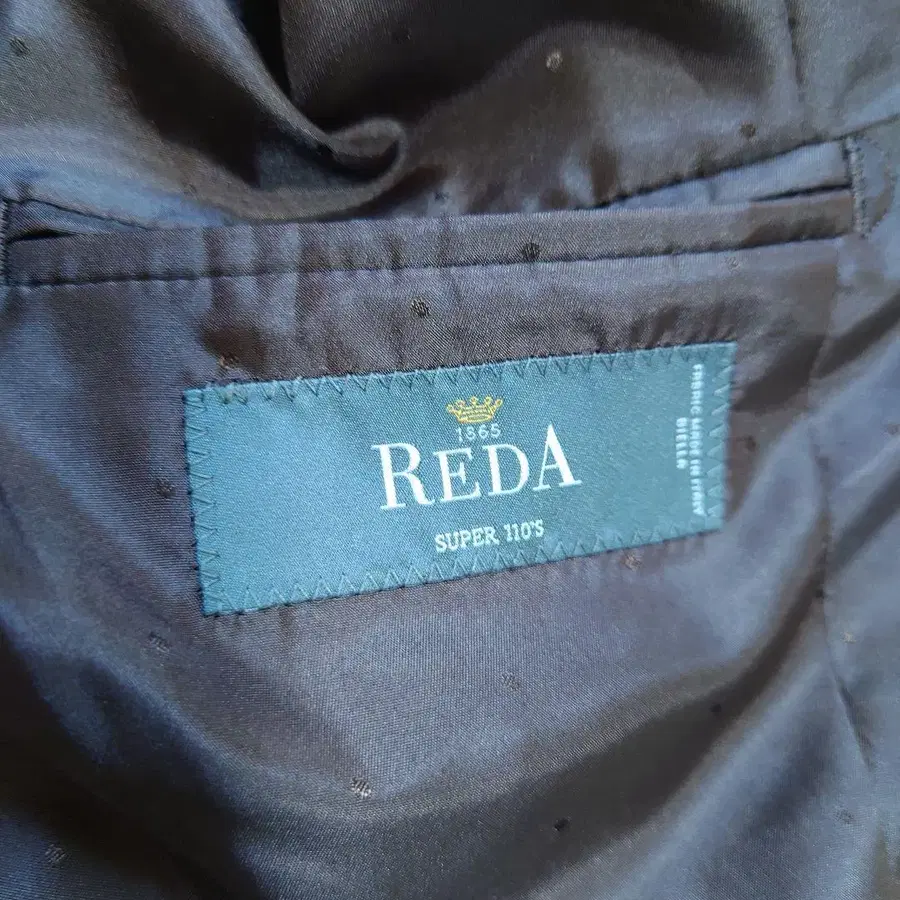 1865
REDA
SUPER 110'S
FABRIC MADE IN ITALY
BIELLA